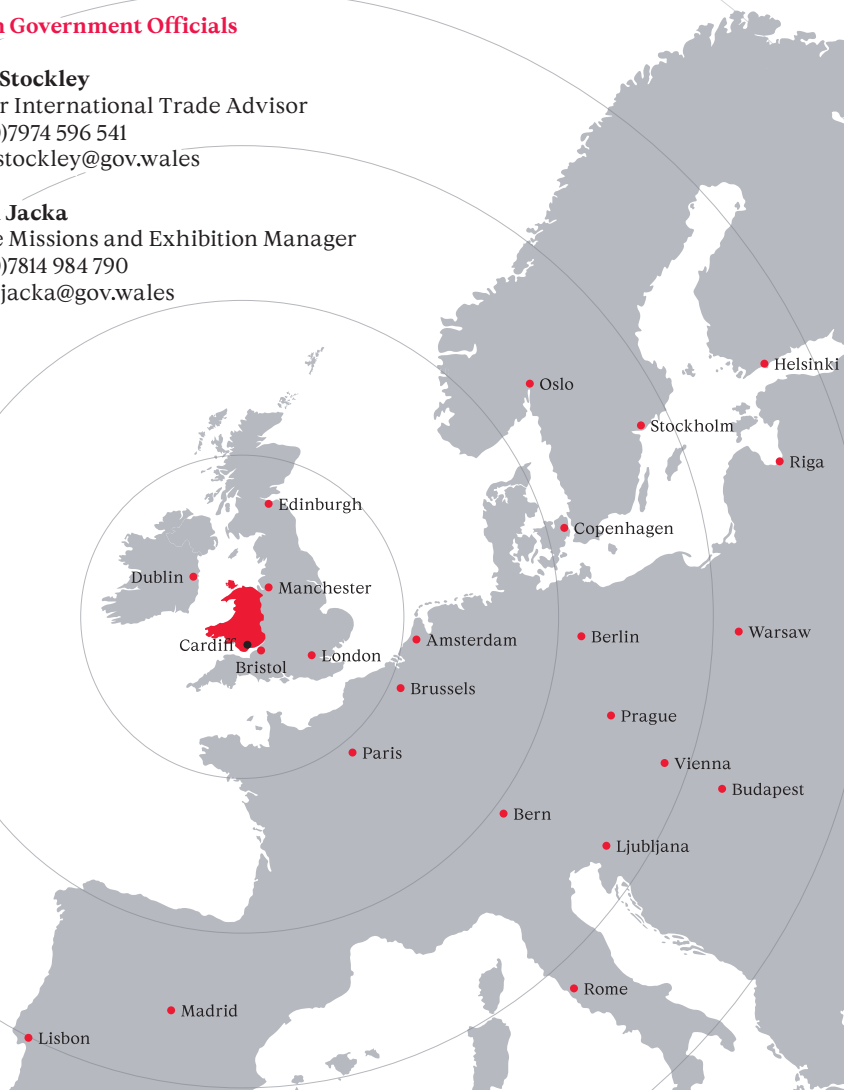 Government Officials
Stockley
r International Trade Advisor
)7974 596 541
stockley@gov.wales
Jacka
e Missions and Exhibition Manager
)7814 984 790
jacka@gov.wales
Helsinki
Oslo
Stockholm
Riga
Edinburgh
Copenhagen
Dublin
Manchester
Warsaw
Berlin
Amsterdam
Cardiff
London
Bristol
Brussels
Prague
Paris
Vienna
Budapest
Bern
Ljubljana
Rome
Madrid
Lisbon